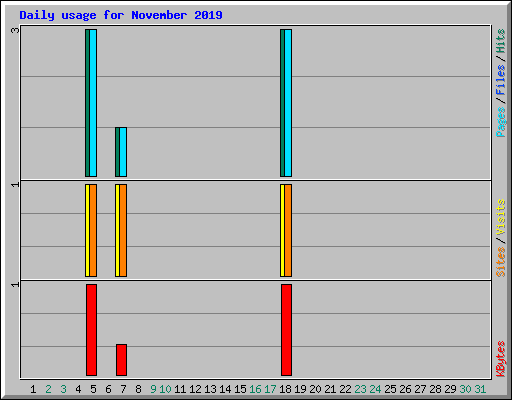 Daily usage for November 2019
3
Pages / Files / Hits
1
Sites / Visits
1
KBytes
1 2 3 4 5 6 7 8 9 10 11 12 13 14 15 16 17 18 19 20 21 22 23 24 25 26 27 28 29 30 31